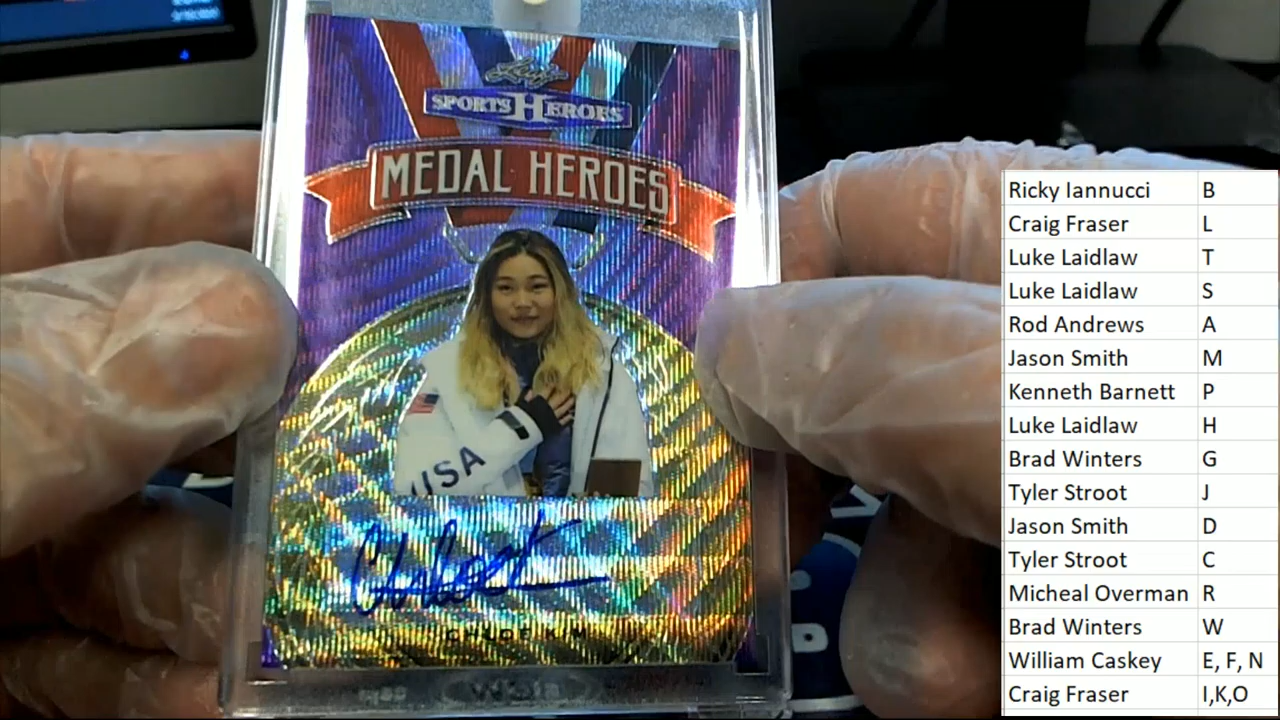 Leaf
SPORTS HEROES
MEDAL HEROES
USA
CHLOE KIM
Ricky Iannucci B
Craig Fraser L
Luke Laidlaw T
Luke Laidlaw S
Rod Andrews A
Jason Smith M
Kenneth Barnett P
Luke Laidlaw H
Brad Winters G
Tyler Stroot J
Jason Smith D
Tyler Stroot C
Micheal Overman R
Brad Winters W
William Caskey E, F, N
Craig Fraser I,K,O